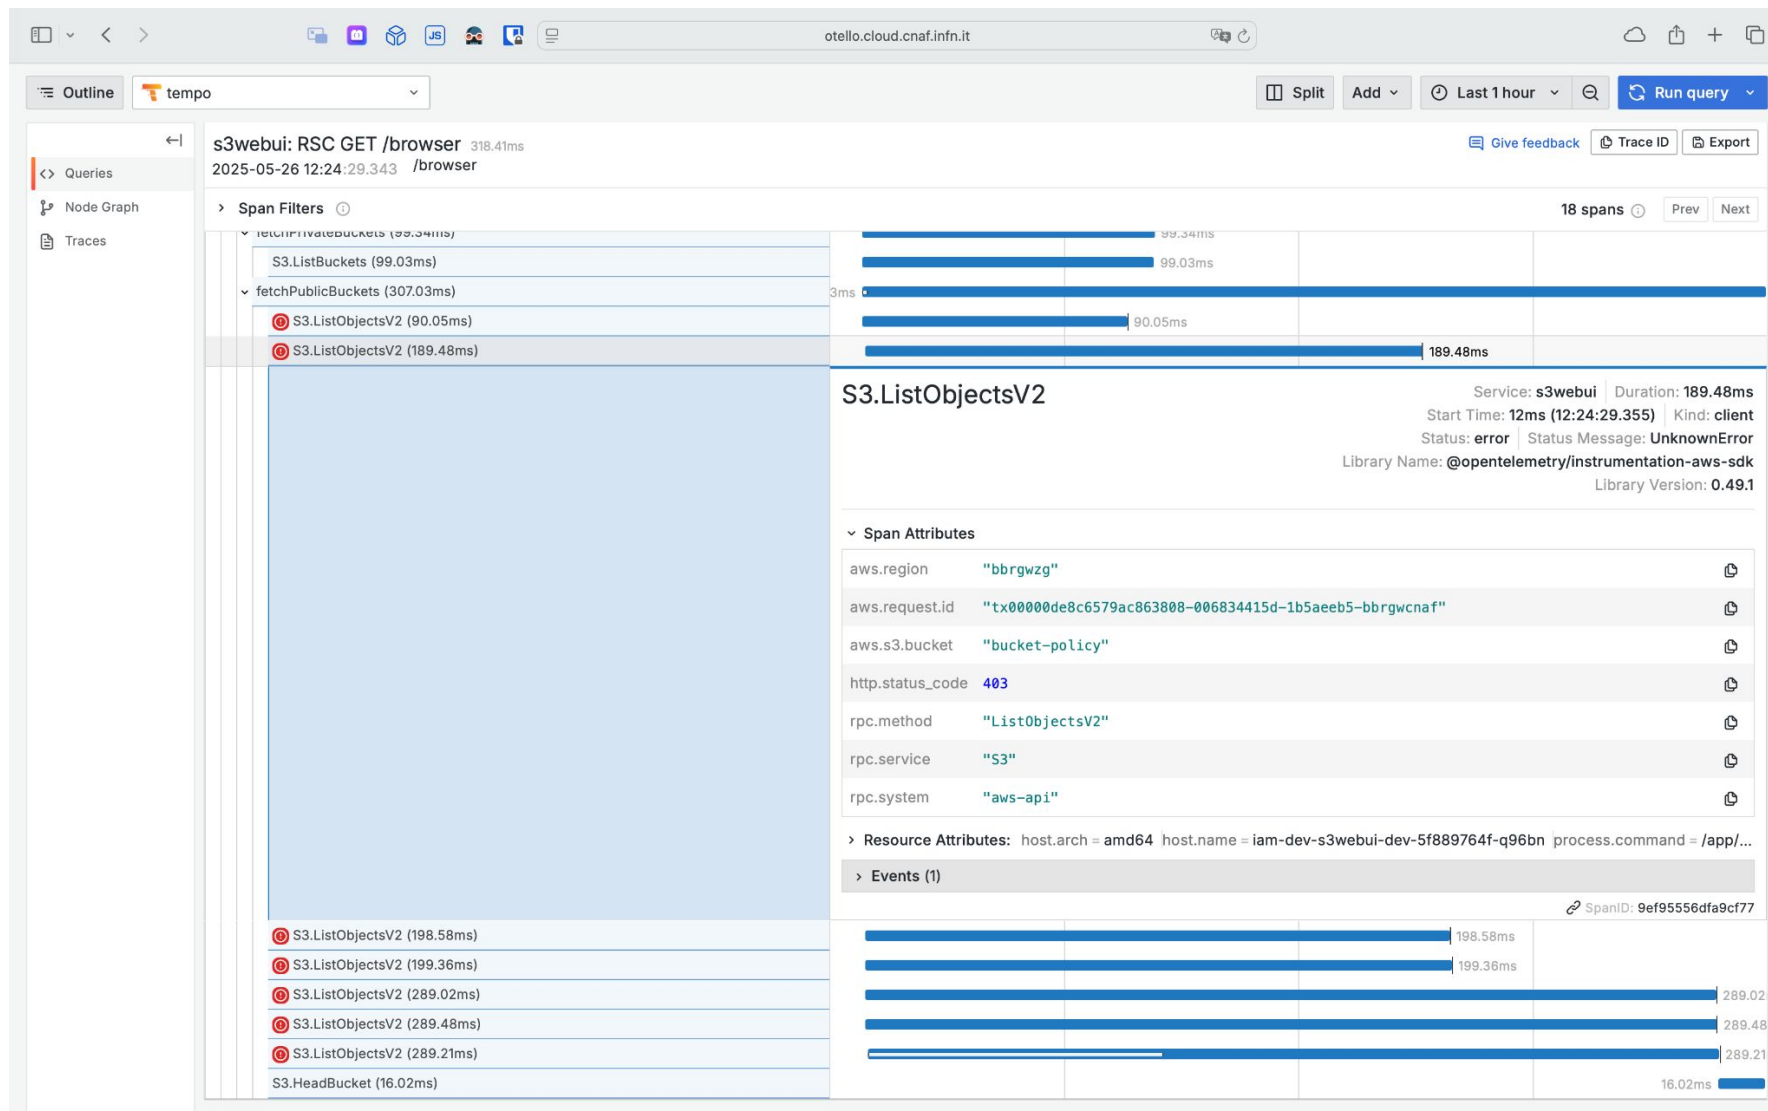 JS
otello.cloud.cnaf.infn.it
Outline
tempo
Split
Add
Last 1 hour
Run query
s3webui: RSC GET /browser 318.41ms
2025-05-26 12:24:29.343 /browser
Give feedback
Trace ID
Export
Queries
Node Graph
Traces
Span Filters
18 spans
Prev
Next
fetchPrivateBuckets (99.34ms)
99.34ms
S3.ListBuckets (99.03ms)
99.03ms
fetchPublicBuckets (307.03ms)
3ms
S3.ListObjectsV2 (90.05ms)
90.05ms
S3.ListObjectsV2 (189.48ms)
189.48ms
S3.ListObjectsV2
Service: s3webui Duration: 189.48ms
Start Time: 12ms (12:24:29.355) Kind: client
Status: error Status Message: UnknownError
Library Name: @opentelemetry/instrumentation-aws-sdk
Library Version: 0.49.1
Span Attributes
aws.region "bbrgwzg"
aws.request.id "tx00000de8c6579ac863808-006834415d-1b5aeeb5-bbrgwcnaf"
aws.s3.bucket "bucket-policy"
http.status_code 403
rpc.method "ListObjectsV2"
rpc.service "S3"
rpc.system "aws-api"
Resource Attributes: host.arch = amd64 host.name = iam-dev-s3webui-dev-5f889764f-q96bn process.command = /app/...
Events (1)
SpanID: 9ef95556dfa9cf77
S3.ListObjectsV2 (198.58ms)
198.58ms
S3.ListObjectsV2 (199.36ms)
199.36ms
S3.ListObjectsV2 (289.02ms)
289.02
S3.ListObjectsV2 (289.48ms)
289.48
S3.ListObjectsV2 (289.21ms)
289.21
S3.HeadBucket (16.02ms)
16.02ms